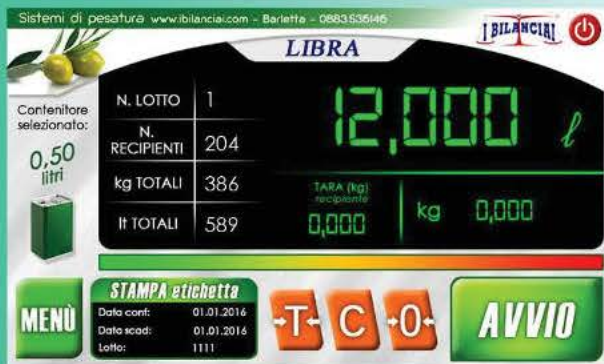 Sistemi di pesatura www.ibilanciai.com - Barletta - 0883.536146
I BILANCIAI
LIBRA
Contenitore
selezionato:
0,50
litri
N. LOTTO 1
N.
RECIPIENTI 204
kg TOTALI 386
lt TOTALI 589
12,000 ℓ
TARA (kg)
recipiente
0,000
kg 0,000
MENÙ
STAMPA etichetta
Data conf: 01.01.2016
Data scad: 01.01.2016
Lotto: 1111
T
C
0
AVVIO